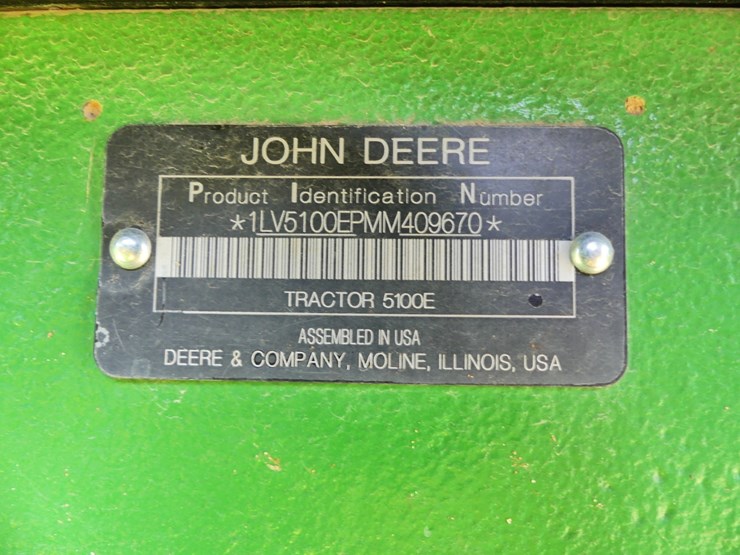 JOHN DEERE
Product Identification Number
*1LV5100EPMM409670*
TRACTOR 5100E
ASSEMBLED IN USA
DEERE & COMPANY, MOLINE, ILLINOIS, USA